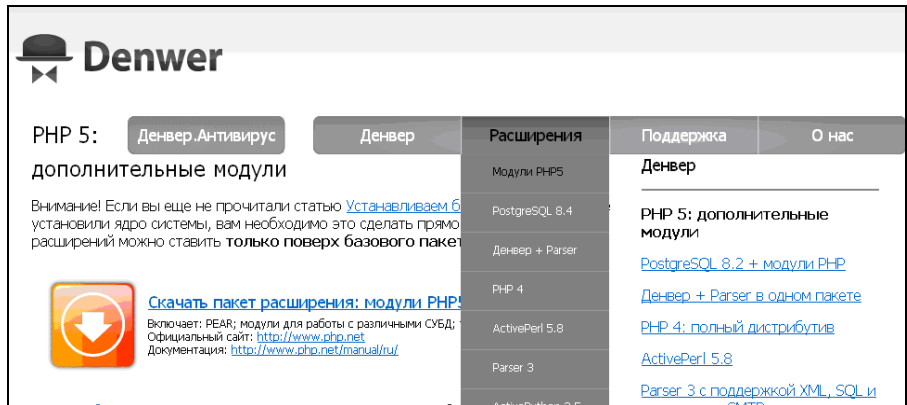 Denwer
PHP 5:
Денвер.Антивирус
Денвер
Расширения
Поддержка
О нас
дополнительные модули
Внимание! Если вы еще не прочитали статью Устанавливаем б
установили ядро системы, вам необходимо это сделать прямо
расширений можно ставить только поверх базового пакет
Скачать пакет расширения: модули PHP5
Включает: PEAR; модули для работы с различными СУБД;
Официальный сайт: http://www.php.net
Документация: http://www.php.net/manual/ru/
Модули PHP5
PostgreSQL 8.4
Денвер + Parser
PHP 4
ActivePerl 5.8
Parser 3
Денвер
PHP 5: дополнительные
модули
PostgreSQL 8.2 + модули PHP
Денвер + Parser в одном пакете
PHP 4: полный дистрибутив
ActivePerl 5.8
Parser 3 с поддержкой XML, SQL и